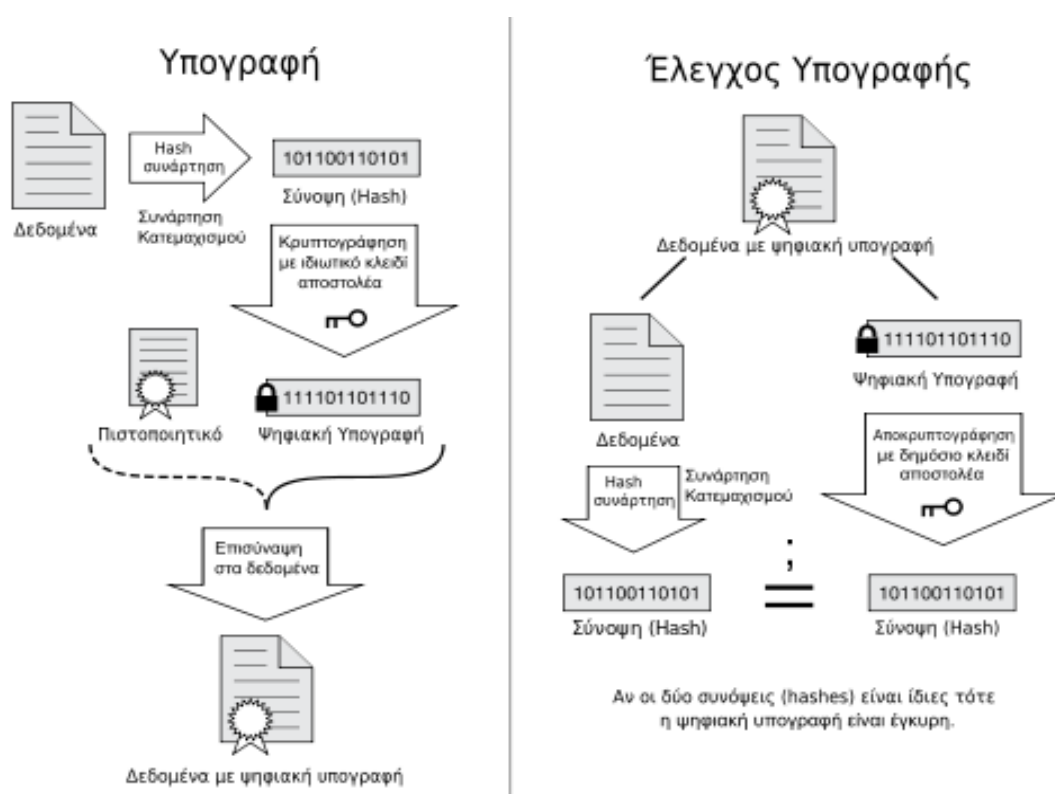 Υπογραφή
Hash
συνάρτηση
101100110101
Σύνοψη (Hash)
Δεδομένα
Συνάρτηση
Κατεμαχισμού
Κρυπτογράφηση
με ιδιωτικό κλειδί
αποστολέα
111101101110
Πιστοποιητικό
Ψηφιακή Υπογραφή
Επισύναψη
στα δεδομένα
Δεδομένα με ψηφιακή υπογραφή
Έλεγχος Υπογραφής
Δεδομένα με ψηφιακή υπογραφή
111101101110
Ψηφιακή Υπογραφή
Δεδομένα
Αποκρυπτογράφηση
με δημόσιο κλειδί
αποστολέα
Hash
συνάρτηση
Συνάρτηση
Κατεμαχισμού
;
=
101100110101
101100110101
Σύνοψη (Hash)
Σύνοψη (Hash)
Αν οι δύο συνόψεις (hashes) είναι ίδιες τότε
η ψηφιακή υπογραφή είναι έγκυρη.